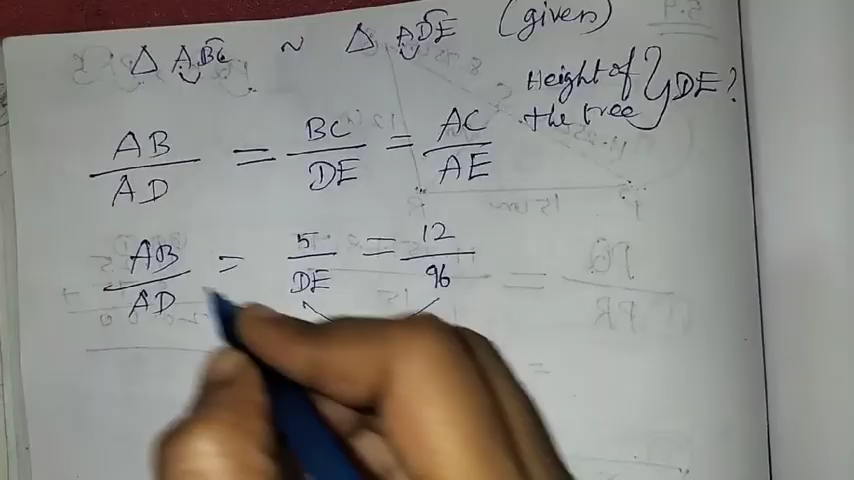 △ ABC ~ △ ADE (given)
Height of the tree } DE?
AB/AD = BC/DE = AC/AE
AB/AD = 5/DE = 12/96